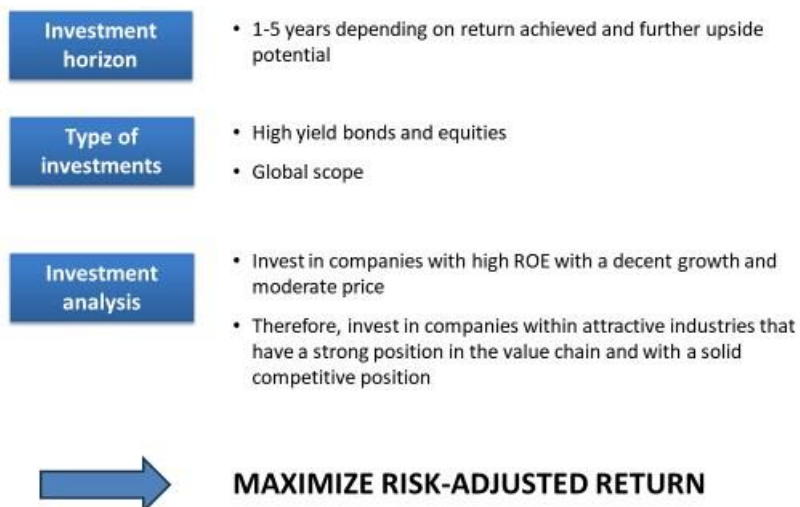 Investment
horizon
• 1-5 years depending on return achieved and further upside
potential
Type of
investments
• High yield bonds and equities
• Global scope
Investment
analysis
• Invest in companies with high ROE with a decent growth and
moderate price
• Therefore, invest in companies within attractive industries that
have a strong position in the value chain and with a solid
competitive position
MAXIMIZE RISK-ADJUSTED RETURN